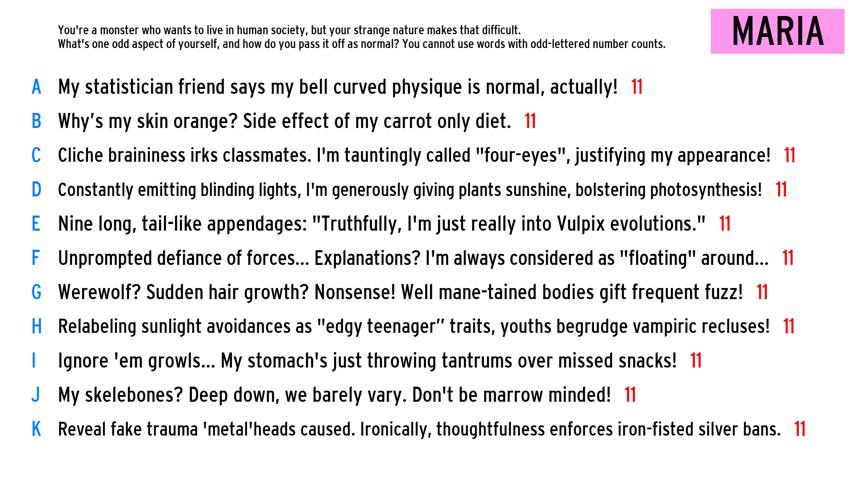 You're a monster who wants to live in human society, but your strange nature makes that difficult.
What's one odd aspect of yourself, and how do you pass it off as normal? You cannot use words with odd-lettered number counts.
MARIA
A My statistician friend says my bell curved physique is normal, actually! 11
B Why's my skin orange? Side effect of my carrot only diet. 11
C Cliche braininess irks classmates. I'm tauntingly called "four-eyes", justifying my appearance! 11
D Constantly emitting blinding lights, I'm generously giving plants sunshine, bolstering photosynthesis! 11
E Nine long, tail-like appendages: "Truthfully, I'm just really into Vulpix evolutions." 11
F Unprompted defiance of forces... Explanations? I'm always considered as "floating" around... 11
G Werewolf? Sudden hair growth? Nonsense! Well mane-tained bodies gift frequent fuzz! 11
H Relabeling sunlight avoidances as "edgy teenager” traits, youths begrudge vampiric recluses! 11
I Ignore 'em growls... My stomach's just throwing tantrums over missed snacks! 11
J My skelebones? Deep down, we barely vary. Don't be marrow minded! 11
K Reveal fake trauma 'metal'heads caused. Ironically, thoughtfulness enforces iron-fisted silver bans. 11